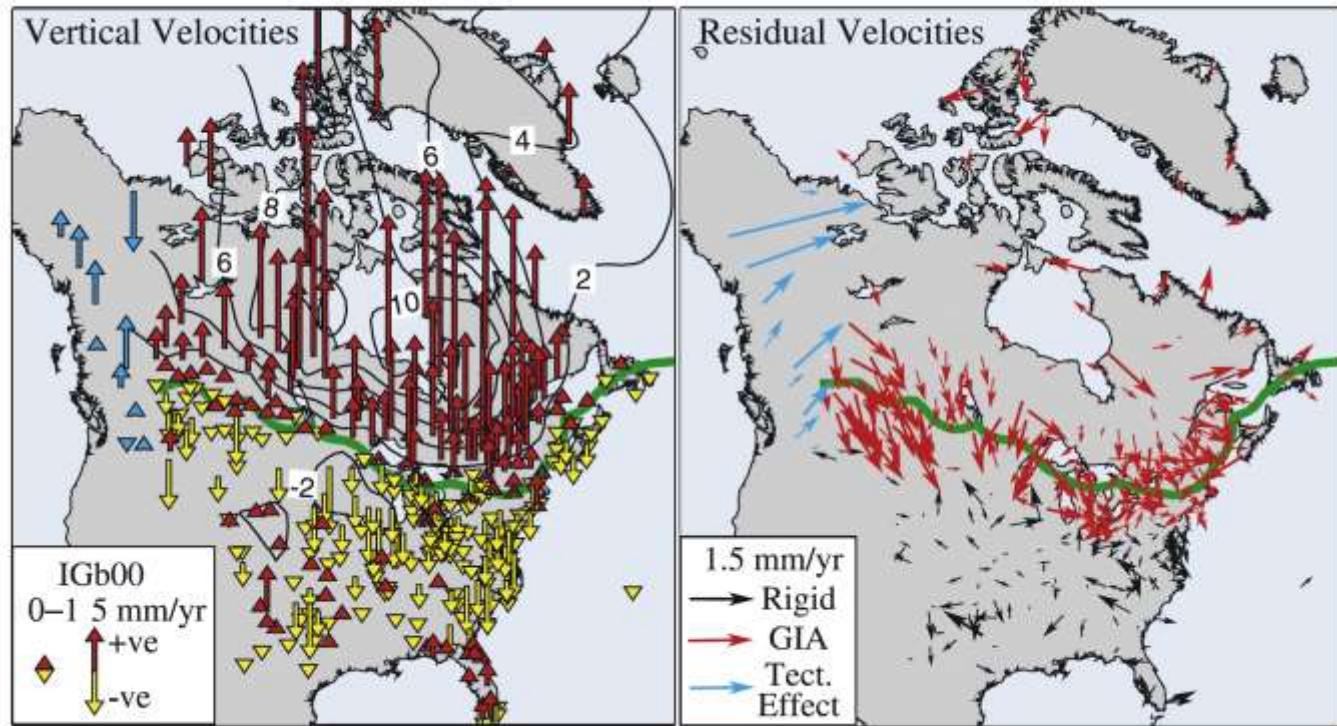 Vertical Velocities
4
6
8
6
2
10
-2
IGb00
0–1 5 mm/yr
+ve
-ve
Residual Velocities
1.5 mm/yr
Rigid
GIA
Tect.
Effect